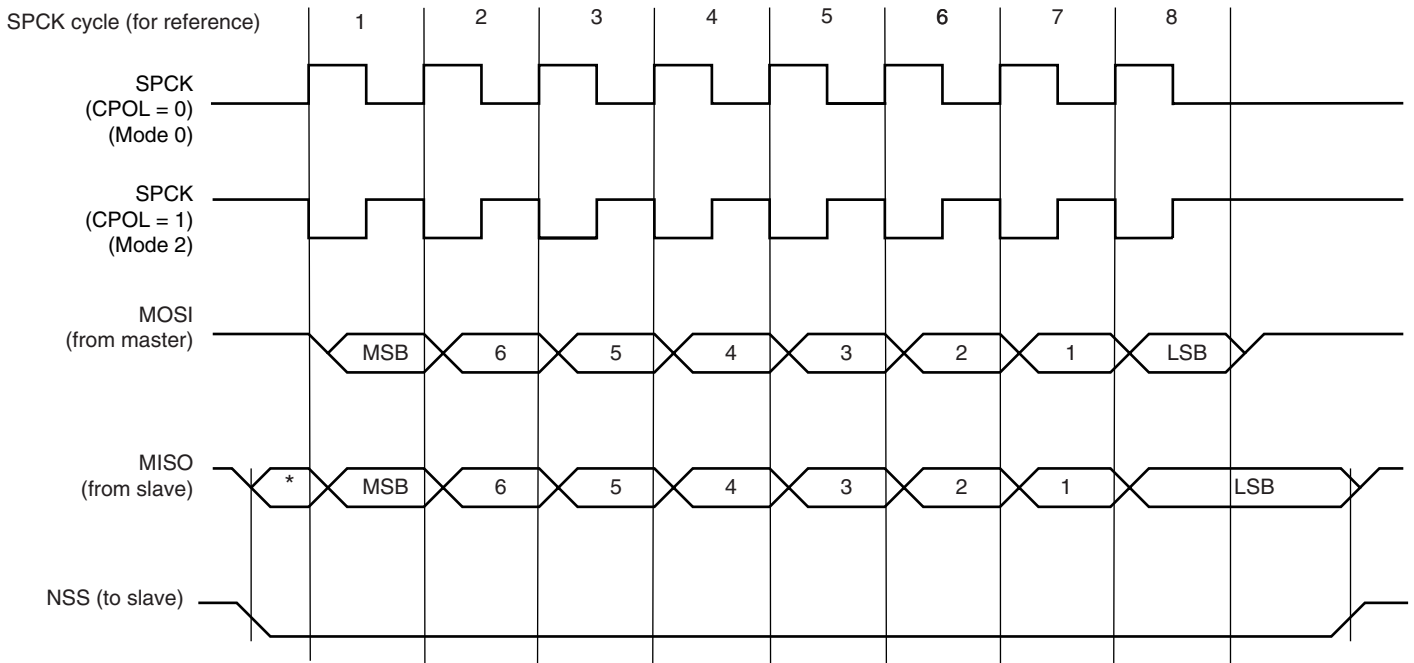 SPCK cycle (for reference) 1 2 3 4 5 6 7 8
SPCK
(CPOL = 0)
(Mode 0)
SPCK
(CPOL = 1)
(Mode 2)
MOSI
(from master)
MSB 6 5 4 3 2 1 LSB
MISO
(from slave)
* MSB 6 5 4 3 2 1 LSB
NSS (to slave)